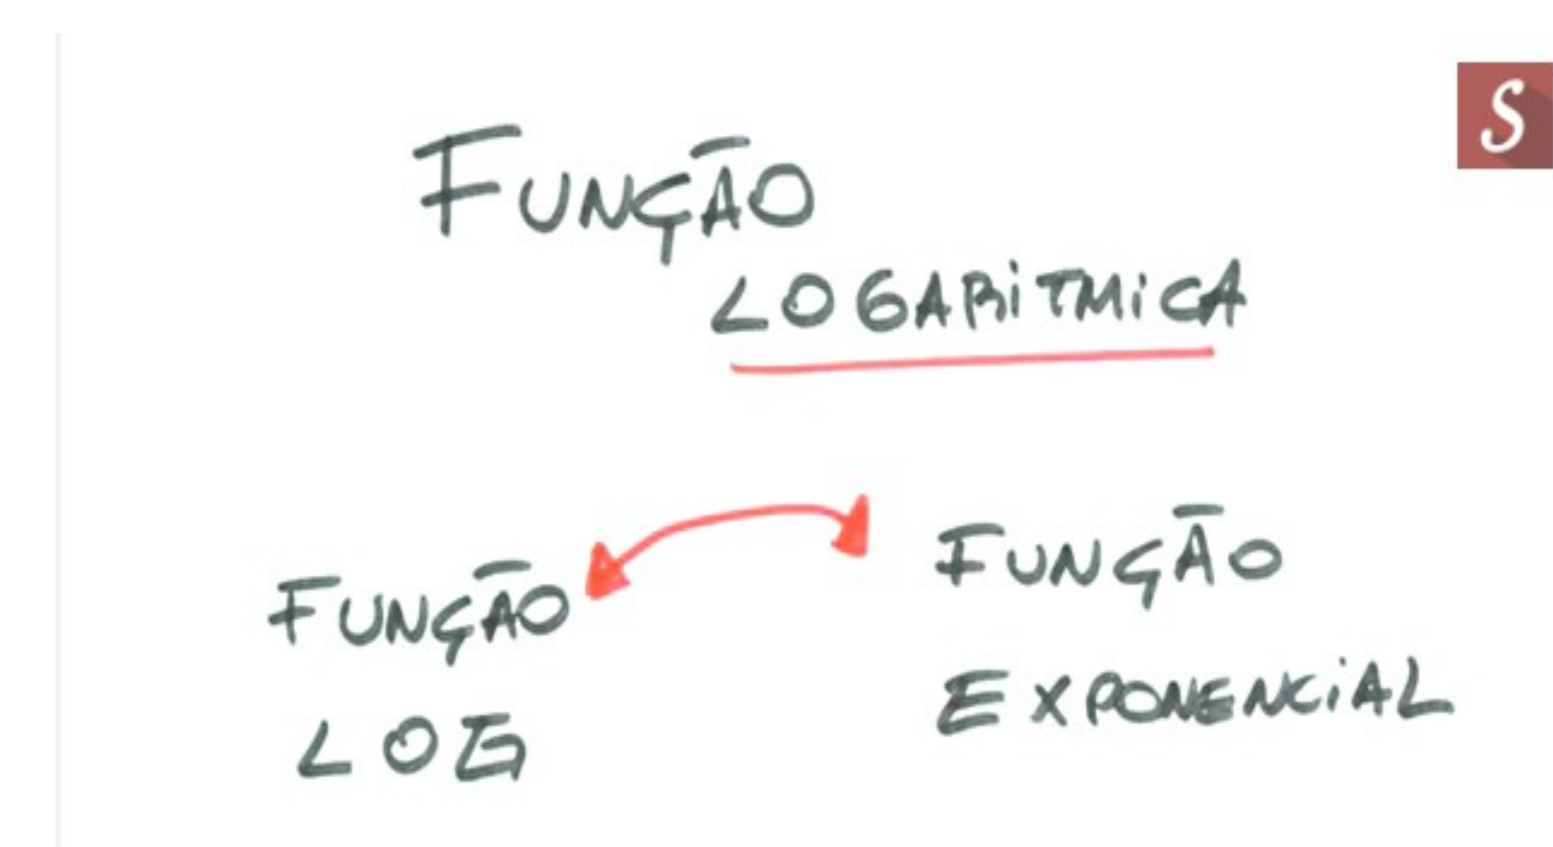 FUNÇÃO
LOGARiTMiCA
S
FUNÇÃO
LOG
FUNÇÃO
EXPONENCiAL